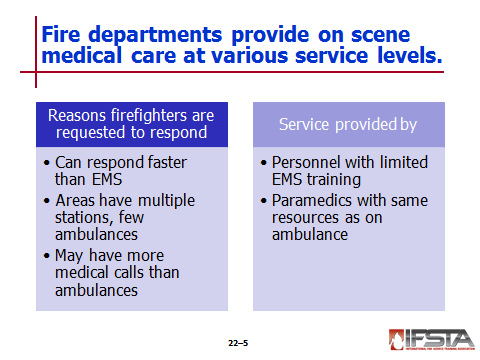 Fire departments provide on scene
medical care at various service levels.
Reasons firefighters are
requested to respond
• Can respond faster
than EMS
• Areas have multiple
stations, few
ambulances
• May have more
medical calls than
ambulances
Service provided by
• Personnel with limited
EMS training
• Paramedics with same
resources as on
ambulance
22–5
IFSTA
INTERNATIONAL FIRE SERVICE TRAINING ASSOCIATION